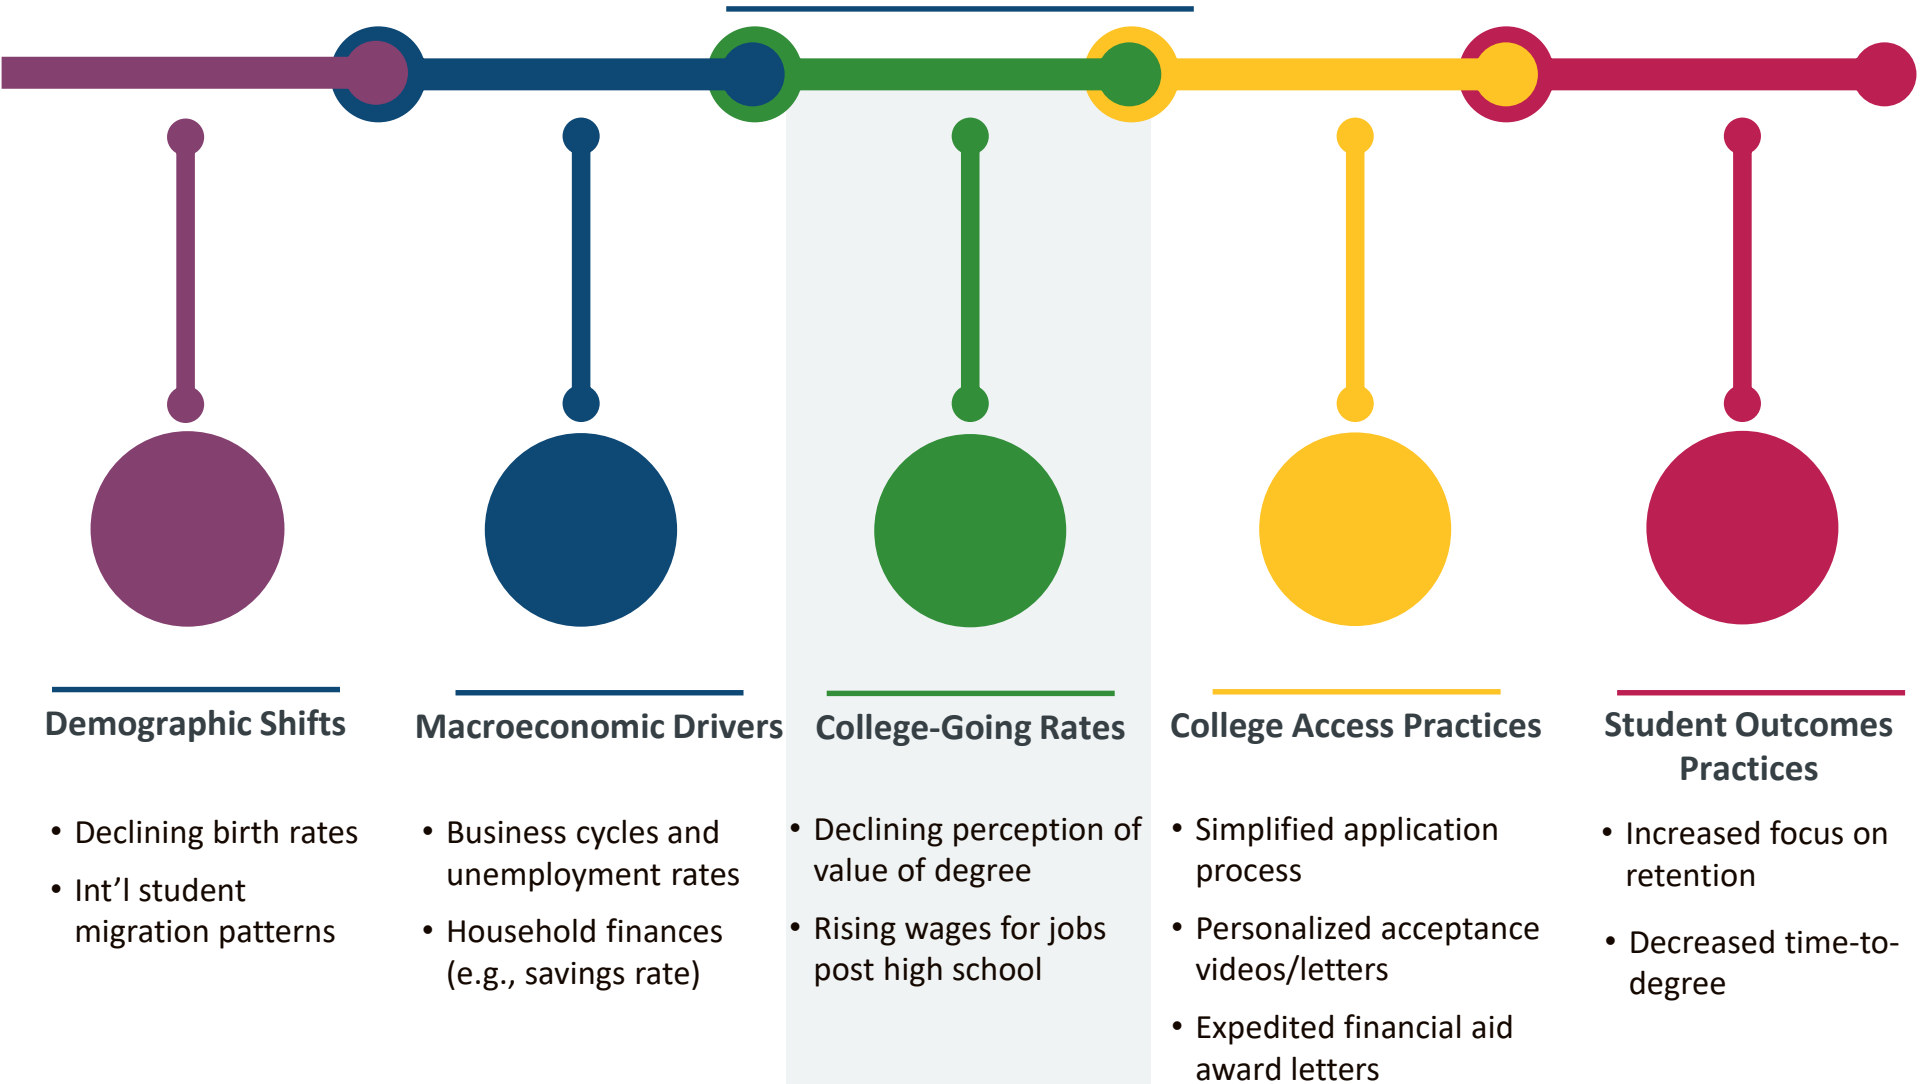 Demographic Shifts
• Declining birth rates
• Int’l student
migration patterns
Macroeconomic Drivers
• Business cycles and
unemployment rates
• Household finances
(e.g., savings rate)
College-Going Rates
• Declining perception of
value of degree
• Rising wages for jobs
post high school
College Access Practices
• Simplified application
process
• Personalized acceptance
videos/letters
• Expedited financial aid
award letters
Student Outcomes
Practices
• Increased focus on
retention
• Decreased time-to-
degree